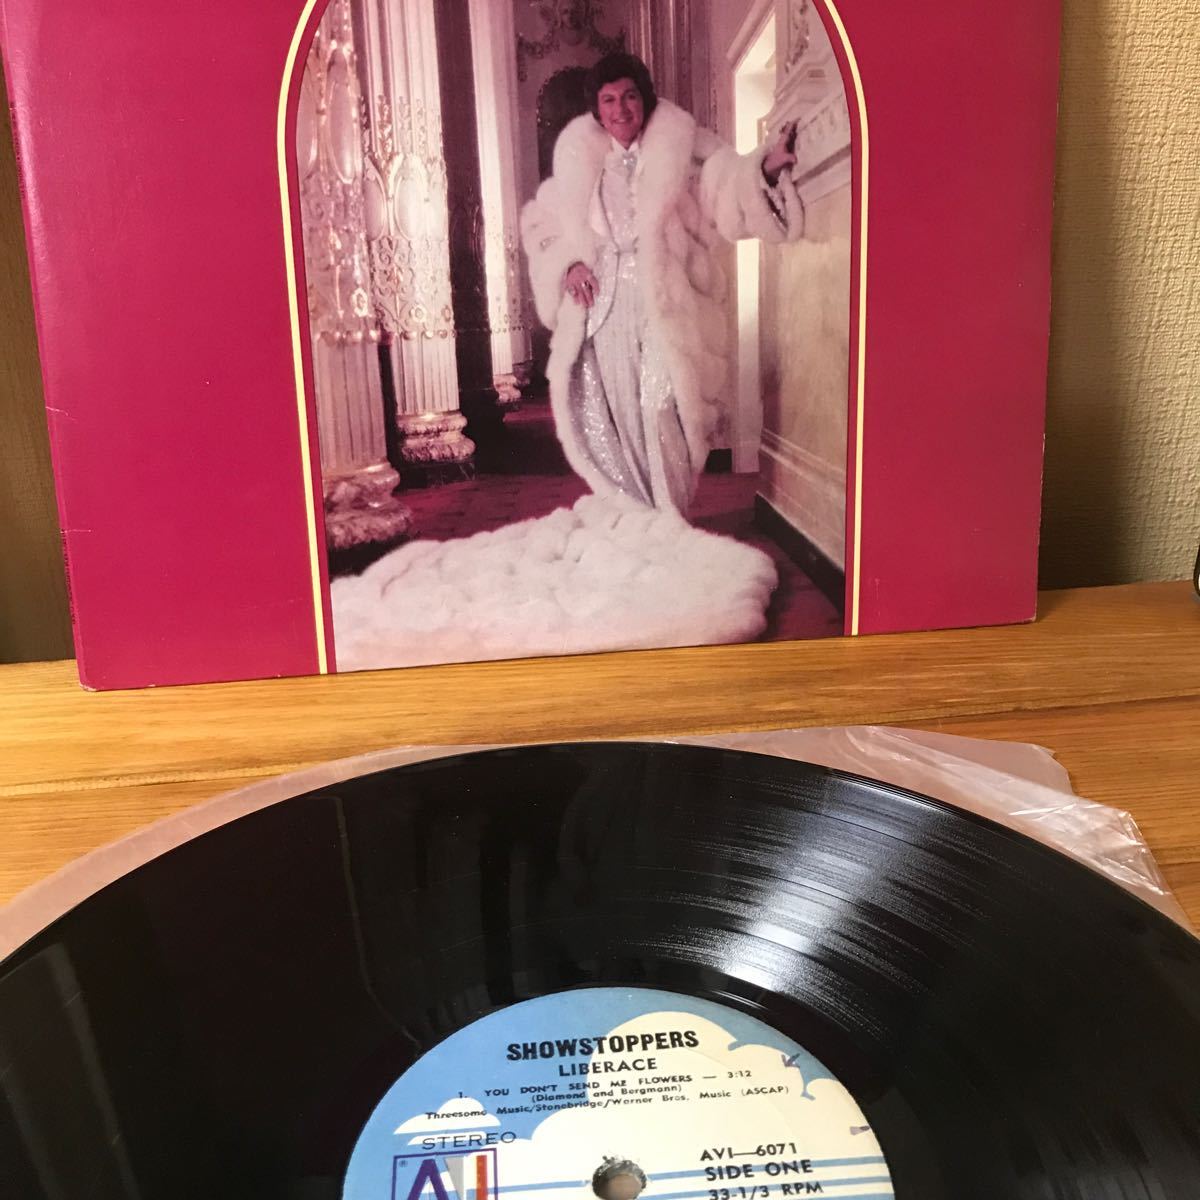 SHOWSTOPPERS
LIBERACE
1. YOU DON'T SEND ME FLOWERS — 3:12
(Diamond and Bergmann)
Threesome Music/Stonebridge/Warner Bros. Music (ASCAP)
STEREO
®
AVI
AVI—6071
SIDE ONE
33-1/3 RPM